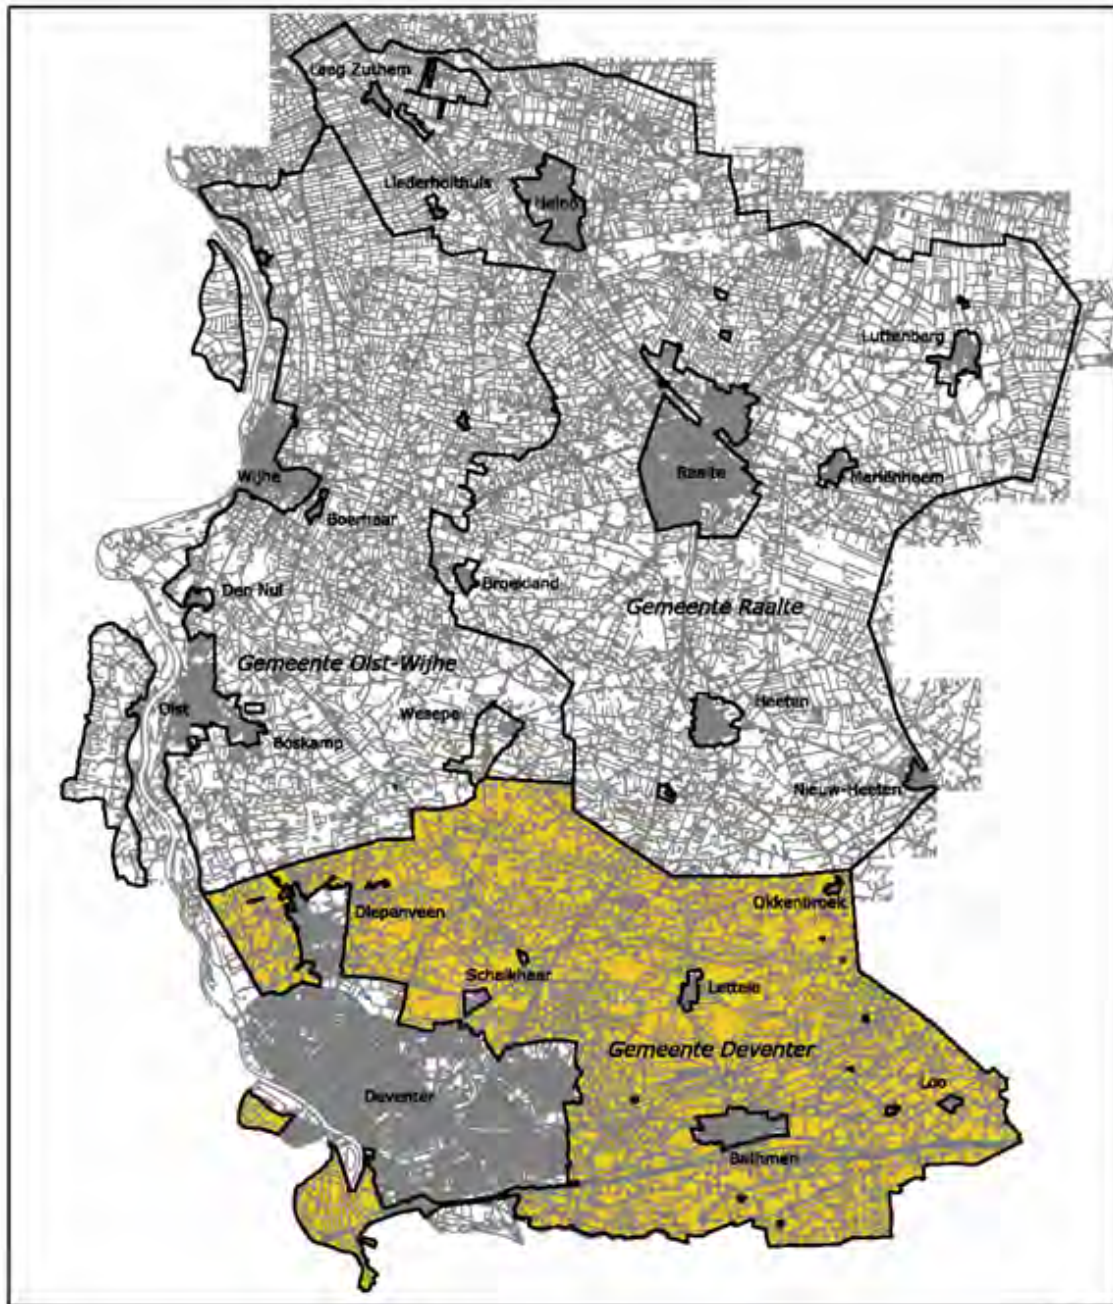 Laag Zuthem
Liederholthuis
Heino
Luttenberg
Wijhe
Raalte
Mariënheem
Boerhaar
Den Nul
Broekland
Gemeente Raalte
Gemeente Olst-Wijhe
Olst
Wesepe
Heeten
Boskamp
Nieuw-Heeten
Okkenbroek
Diepenveen
Schalkhaar
Lettele
Gemeente Deventer
Deventer
Loo
Bathmen